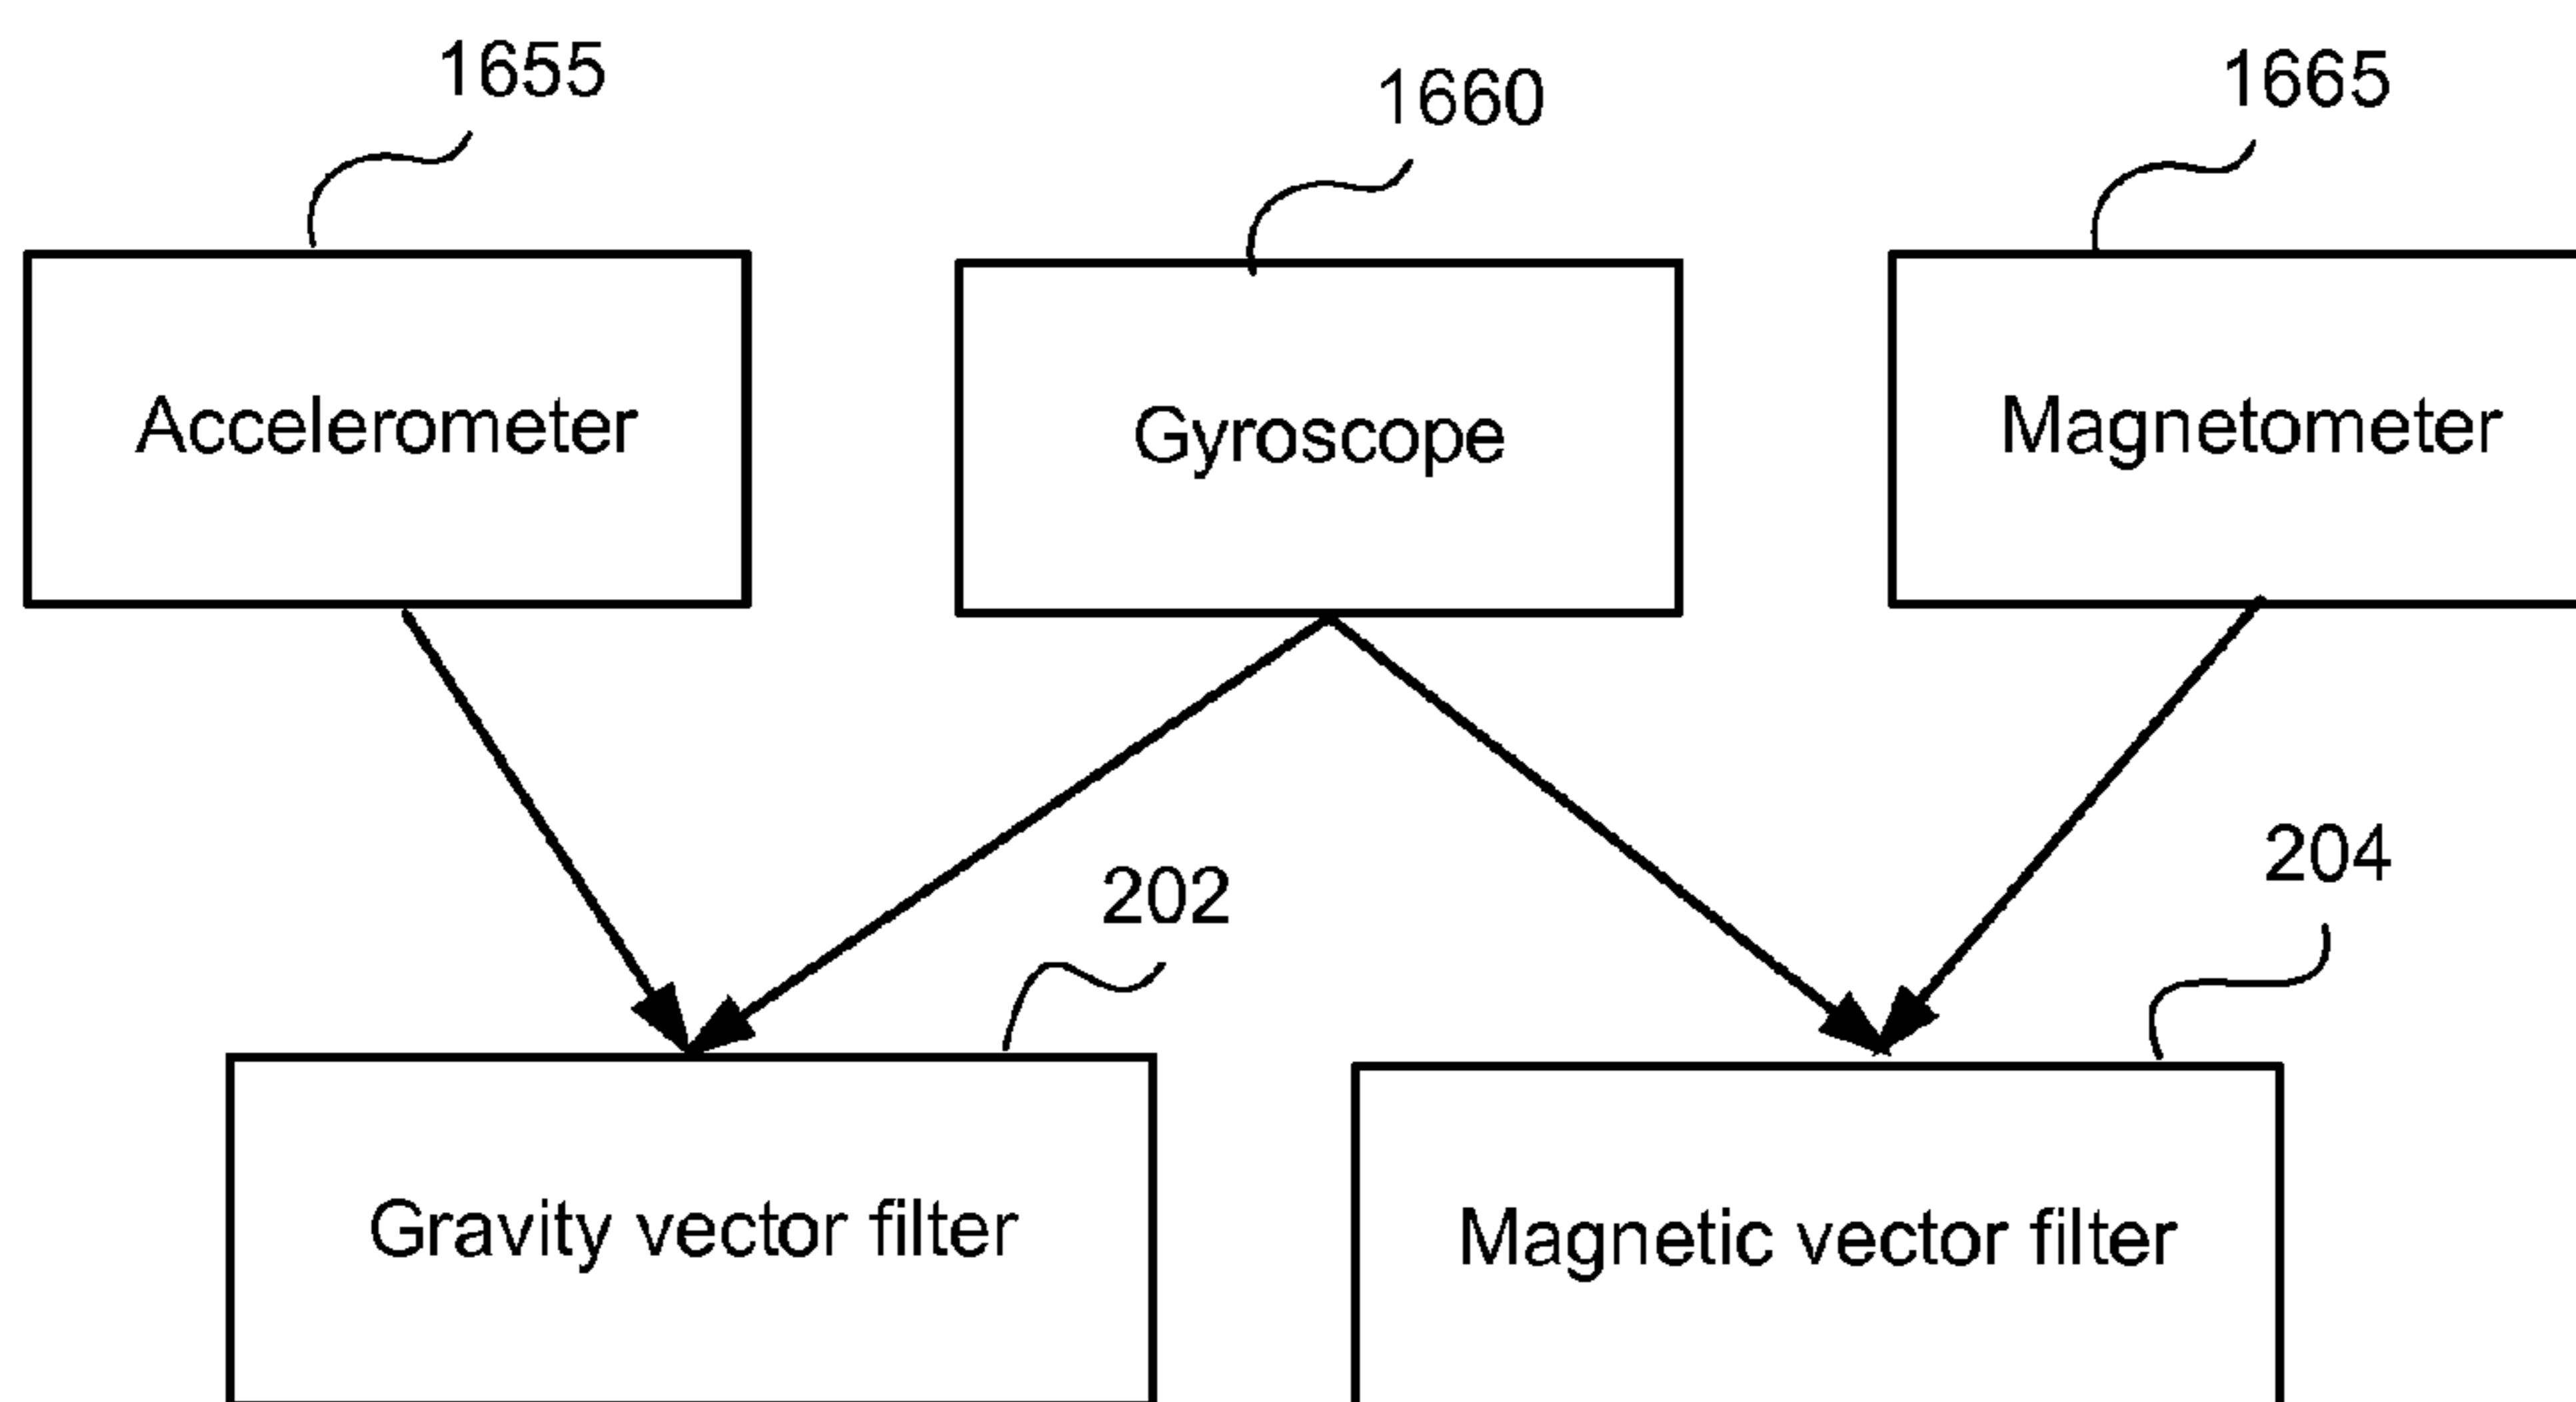 1655
1660
1665
Accelerometer
Gyroscope
Magnetometer
202
204
Gravity vector filter
Magnetic vector filter